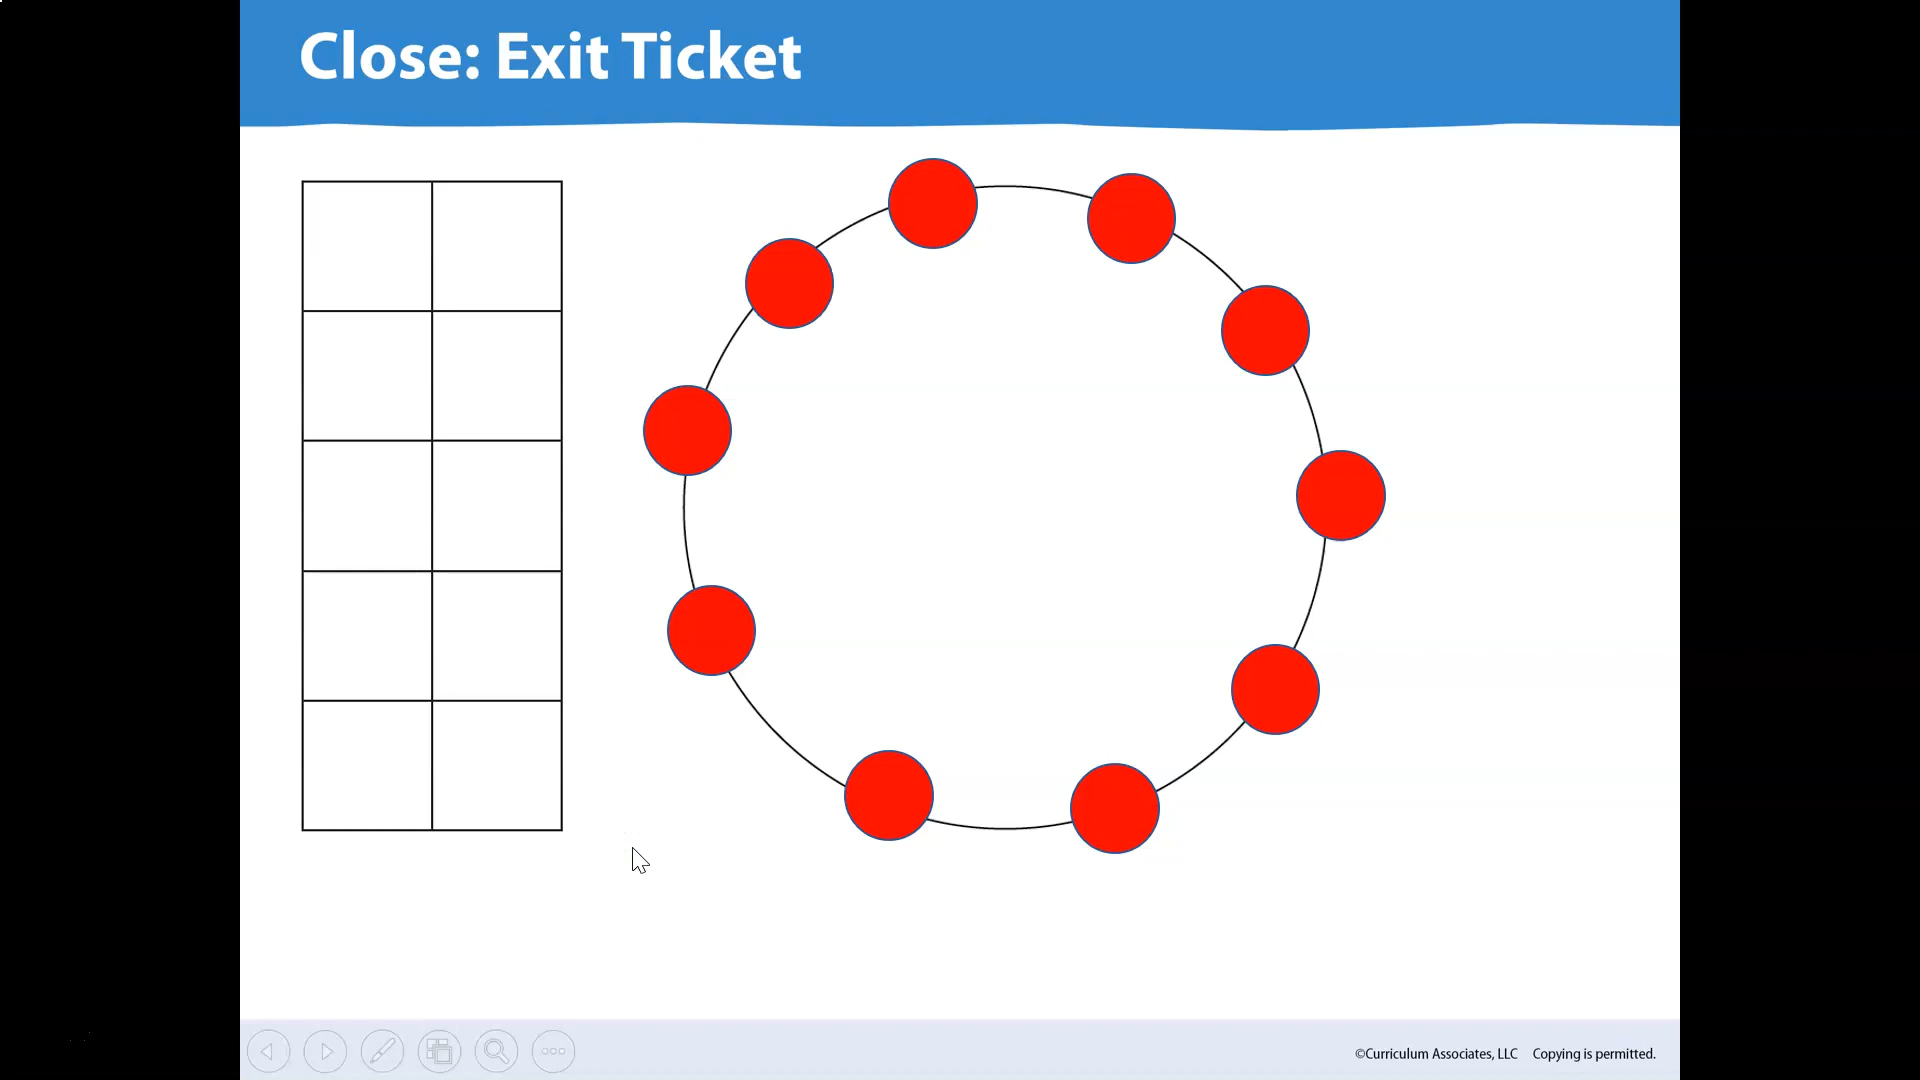 Close: Exit Ticket
©Curriculum Associates, LLC Copying is permitted.